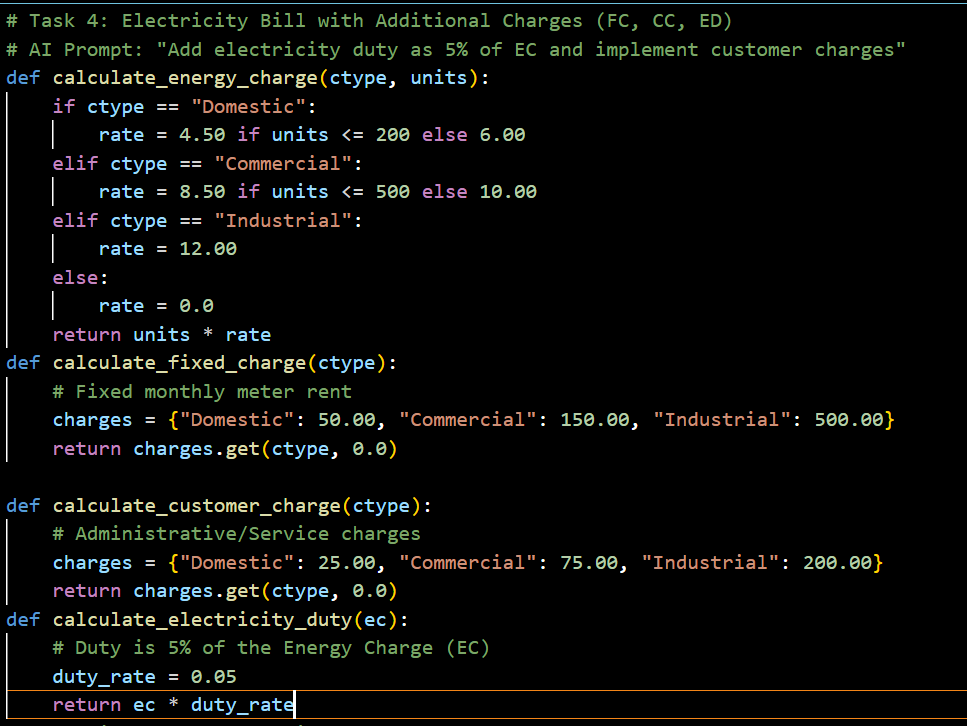 # Task 4: Electricity Bill with Additional Charges (FC, CC, ED)
# AI Prompt: "Add electricity duty as 5% of EC and implement customer charges"
def calculate_energy_charge(ctype, units):
    if ctype == "Domestic":
        rate = 4.50 if units <= 200 else 6.00
    elif ctype == "Commercial":
        rate = 8.50 if units <= 500 else 10.00
    elif ctype == "Industrial":
        rate = 12.00
    else:
        rate = 0.0
    return units * rate
def calculate_fixed_charge(ctype):
    # Fixed monthly meter rent
    charges = {"Domestic": 50.00, "Commercial": 150.00, "Industrial": 500.00}
    return charges.get(ctype, 0.0)

def calculate_customer_charge(ctype):
    # Administrative/Service charges
    charges = {"Domestic": 25.00, "Commercial": 75.00, "Industrial": 200.00}
    return charges.get(ctype, 0.0)
def calculate_electricity_duty(ec):
    # Duty is 5% of the Energy Charge (EC)
    duty_rate = 0.05
    return ec * duty_rate